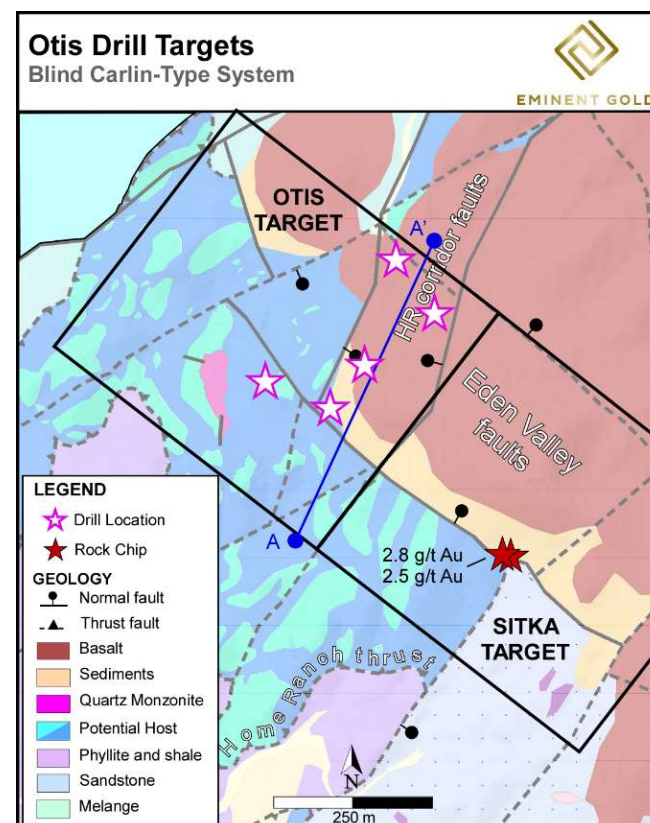 Otis Drill Targets
Blind Carlin-Type System
EMINENT GOLD
OTIS
TARGET
A'
HR corridor faults
Eden Valley
faults
A
2.8 g/t Au
2.5 g/t Au
SITKA
TARGET
Home Ranch thrust
LEGEND
Drill Location
Rock Chip
GEOLOGY
Normal fault
Thrust fault
Basalt
Sediments
Quartz Monzonite
Potential Host
Phyllite and shale
Sandstone
Melange
N
250 m